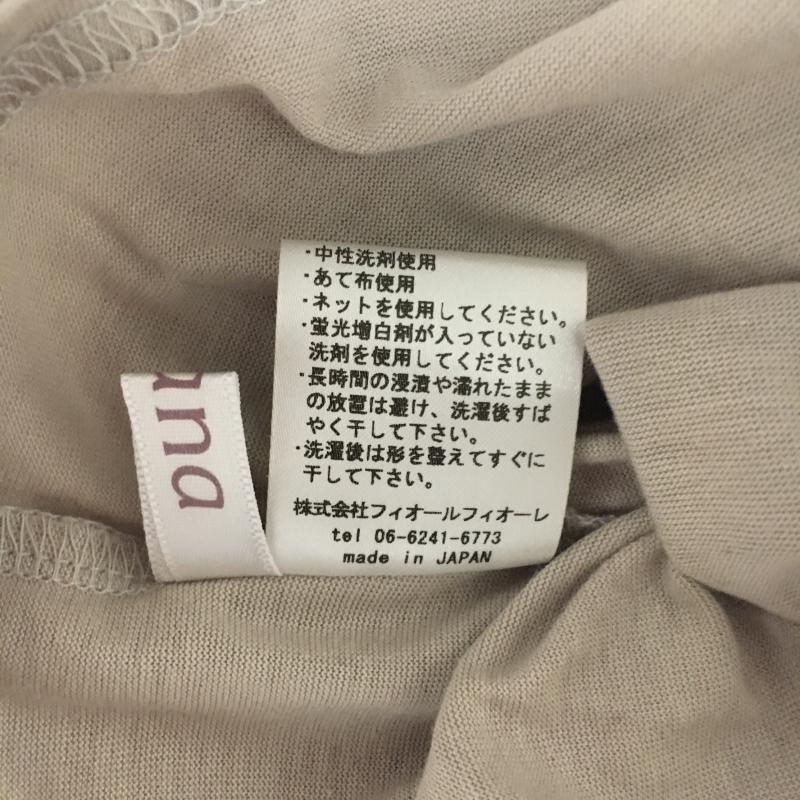 ・中性洗剤使用
・あて布使用
・ネットを使用してください。
・蛍光増白剤が入っていない
洗剤を使用してください。
・長時間の浸漬や濡れたまま
の放置は避け、洗濯後すば
やく干して下さい。
・洗濯後は形を整えてすぐに
干して下さい。
株式会社フィオールフィオーレ
tel 06-6241-6773
made in JAPAN
una